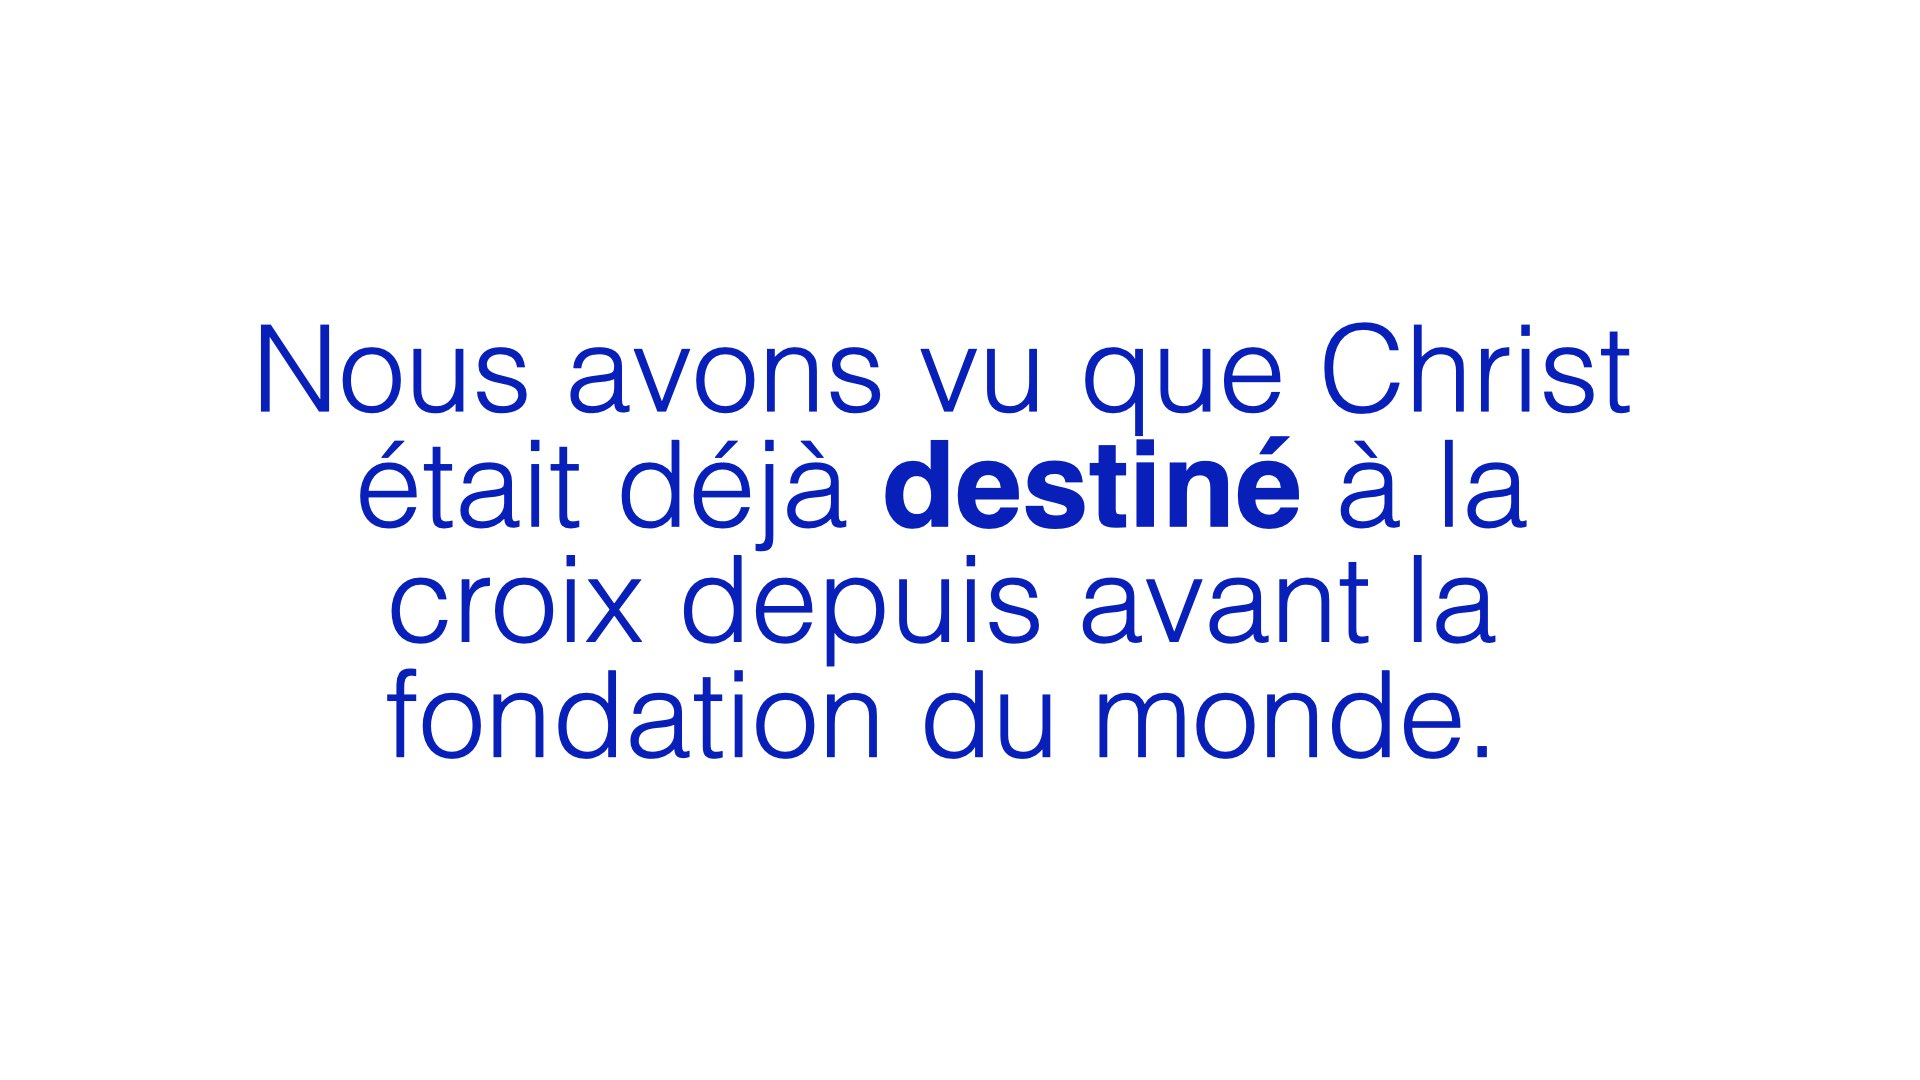 Nous avons vu que Christ
était déjà destiné à la
croix depuis avant la
fondation du monde.